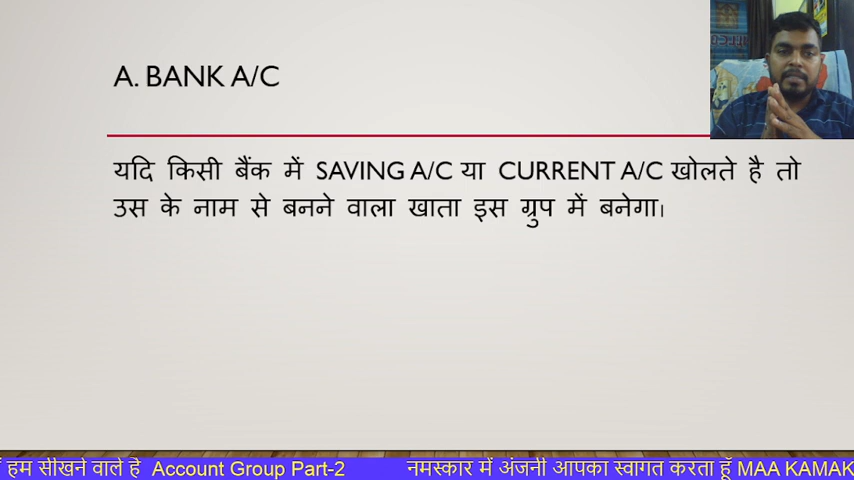 A. BANK A/C
यदि किसी बैंक में SAVING A/C या CURRENT A/C खोलते है तो
उस के नाम से बनने वाला खाता इस ग्रुप में बनेगा।
हम सीखने वाले है Account Group Part-2 नमस्कार में अंजनी आपका स्वागत करता हूँ MAA KAMAK